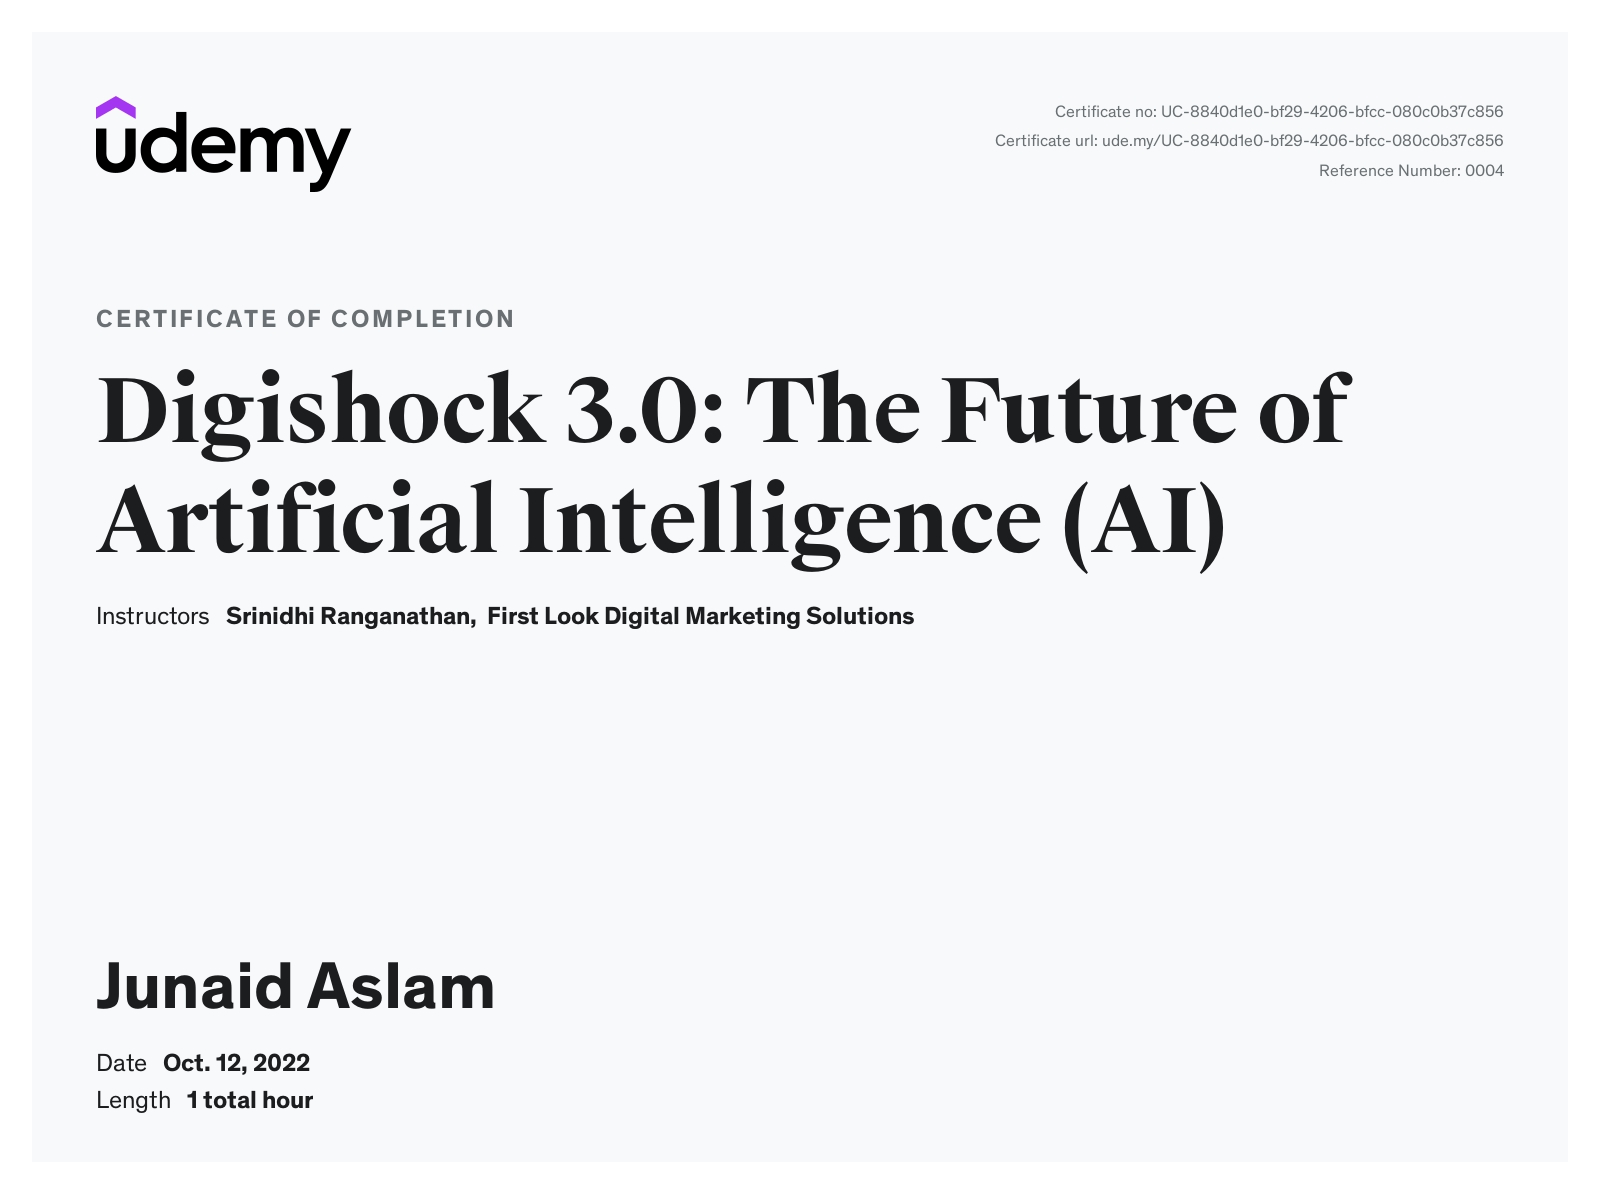 udemy
Certificate no: UC-8840d1e0-bf29-4206-bfcc-080c0b37c856
Certificate url: ude.my/UC-8840d1e0-bf29-4206-bfcc-080c0b37c856
Reference Number: 0004
CERTIFICATE OF COMPLETION
Digishock 3.0: The Future of
Artificial Intelligence (AI)
Instructors Srinidhi Ranganathan, First Look Digital Marketing Solutions
Junaid Aslam
Date Oct. 12, 2022
Length 1 total hour